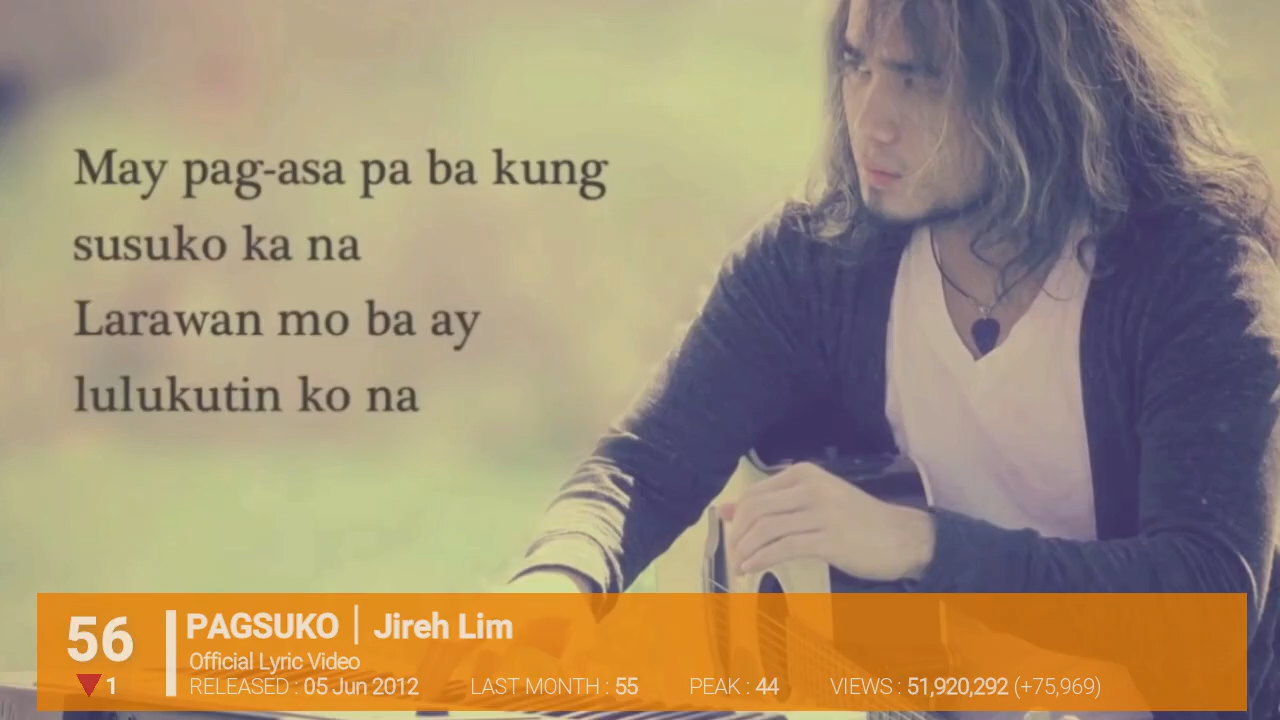 May pag-asa pa ba kung
susuko ka na
Larawan mo ba ay
lulukutin ko na
56
▼ 1
PAGSUKO | Jireh Lim
Official Lyric Video
RELEASED : 05 Jun 2012 LAST MONTH : 55 PEAK : 44 VIEWS : 51,920,292 (+75,969)